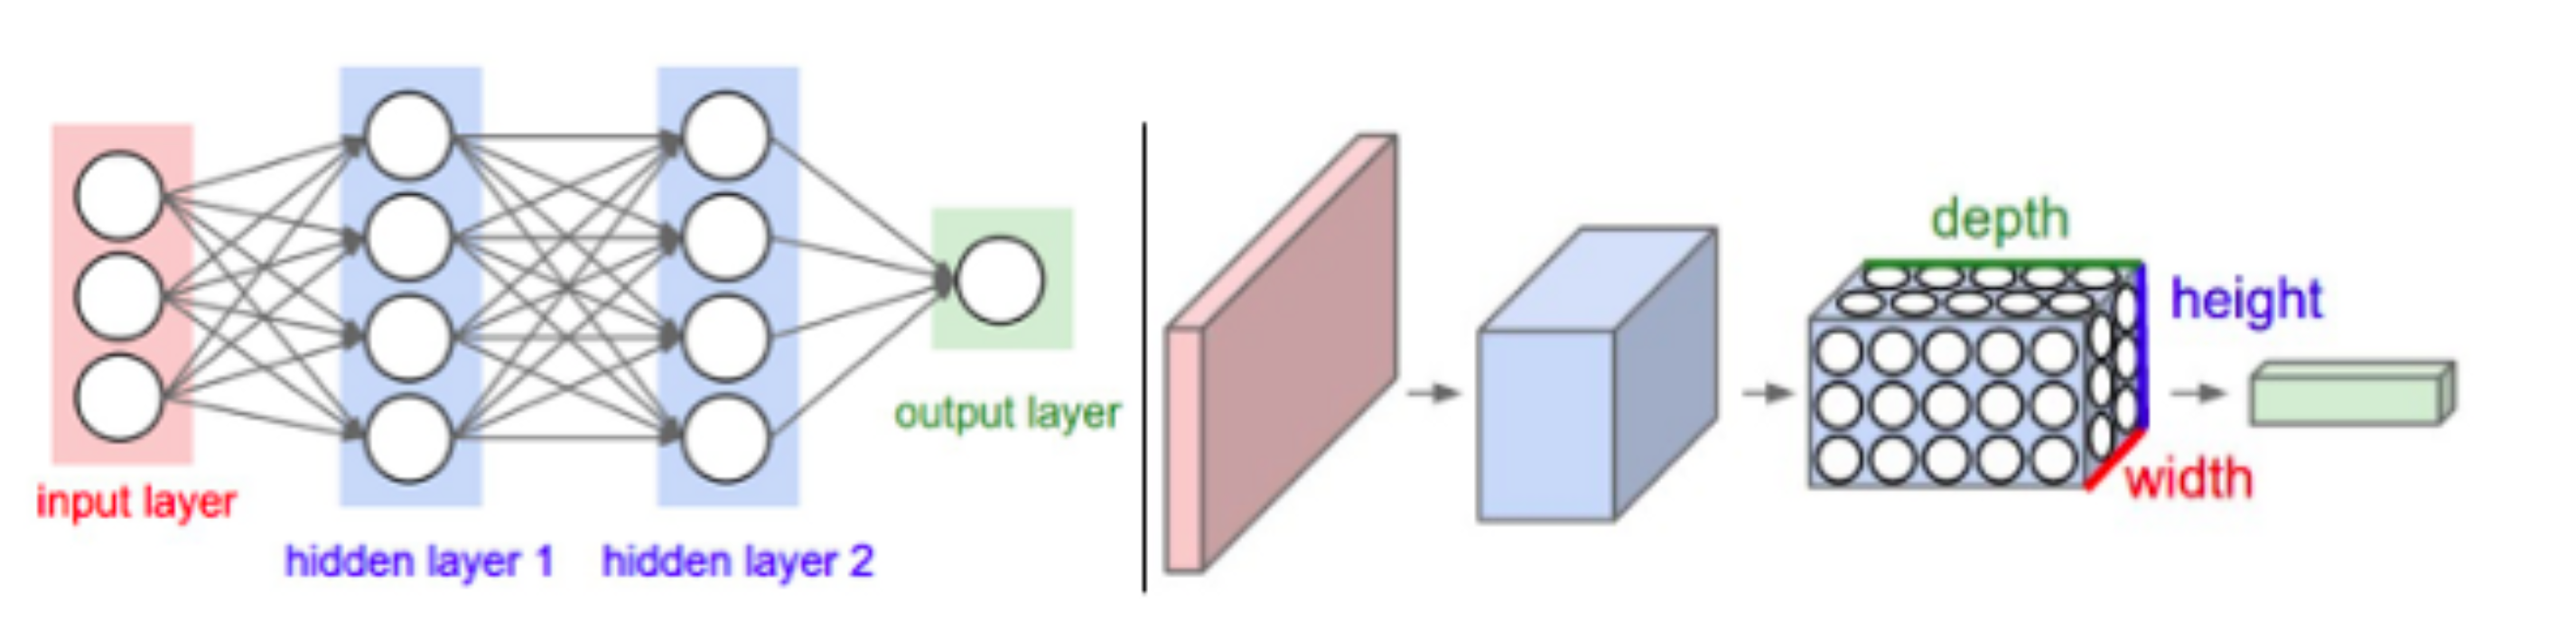 input layer
hidden layer 1
hidden layer 2
output layer
depth
height
width